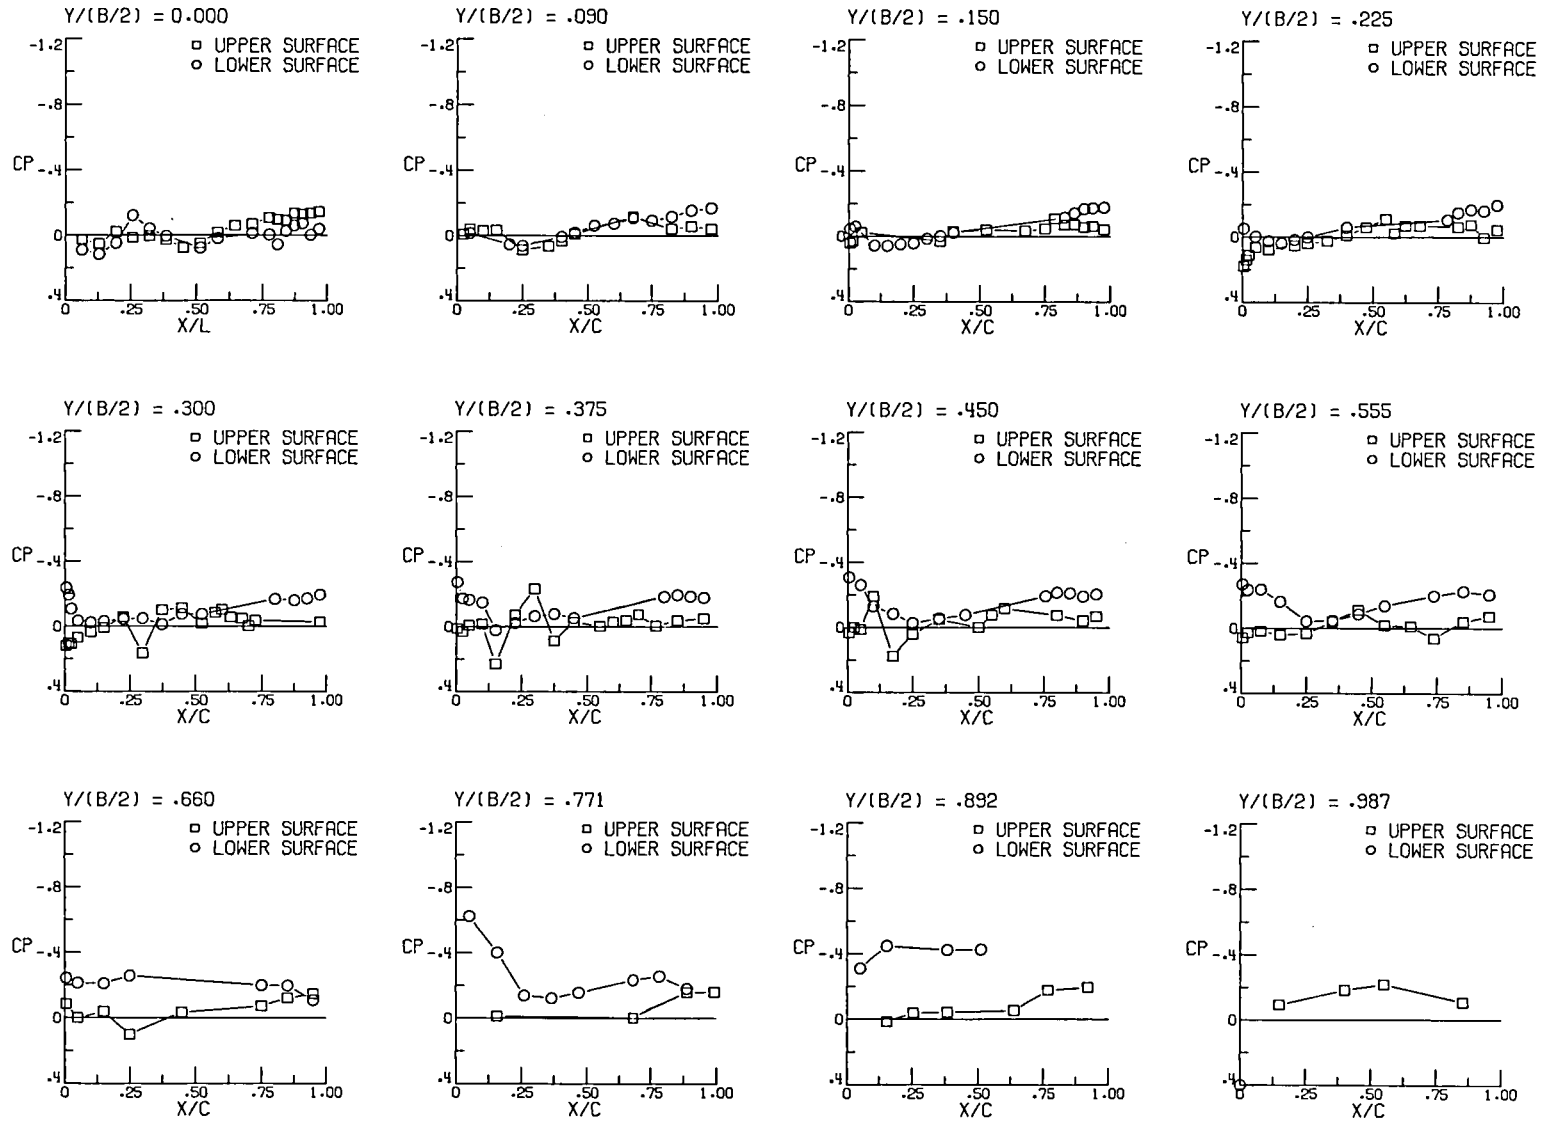 Y/(B/2) = 0.000
-1.2
□ UPPER SURFACE
○ LOWER SURFACE
-.8
CP -.4
0
.4
0 .25 .50 .75 1.00
X/L
Y/(B/2) = .090
-1.2
□ UPPER SURFACE
○ LOWER SURFACE
-.8
CP -.4
0
.4
0 .25 .50 .75 1.00
X/C
Y/(B/2) = .150
-1.2
□ UPPER SURFACE
○ LOWER SURFACE
-.8
CP -.4
0
.4
0 .25 .50 .75 1.00
X/C
Y/(B/2) = .225
-1.2
□ UPPER SURFACE
○ LOWER SURFACE
-.8
CP -.4
0
.4
0 .25 .50 .75 1.00
X/C
Y/(B/2) = .300
-1.2
□ UPPER SURFACE
○ LOWER SURFACE
-.8
CP -.4
0
.4
0 .25 .50 .75 1.00
X/C
Y/(B/2) = .375
-1.2
□ UPPER SURFACE
○ LOWER SURFACE
-.8
CP -.4
0
.4
0 .25 .50 .75 1.00
X/C
Y/(B/2) = .450
-1.2
□ UPPER SURFACE
○ LOWER SURFACE
-.8
CP -.4
0
.4
0 .25 .50 .75 1.00
X/C
Y/(B/2) = .555
-1.2
□ UPPER SURFACE
○ LOWER SURFACE
-.8
CP -.4
0
.4
0 .25 .50 .75 1.00
X/C
Y/(B/2) = .660
-1.2
□ UPPER SURFACE
○ LOWER SURFACE
-.8
CP -.4
0
.4
0 .25 .50 .75 1.00
X/C
Y/(B/2) = .771
-1.2
□ UPPER SURFACE
○ LOWER SURFACE
-.8
CP -.4
0
.4
0 .25 .50 .75 1.00
X/C
Y/(B/2) = .892
-1.2
□ UPPER SURFACE
○ LOWER SURFACE
-.8
CP -.4
0
.4
0 .25 .50 .75 1.00
X/C
Y/(B/2) = .987
-1.2
□ UPPER SURFACE
○ LOWER SURFACE
-.8
CP -.4
0
.4
0 .25 .50 .75 1.00
X/C